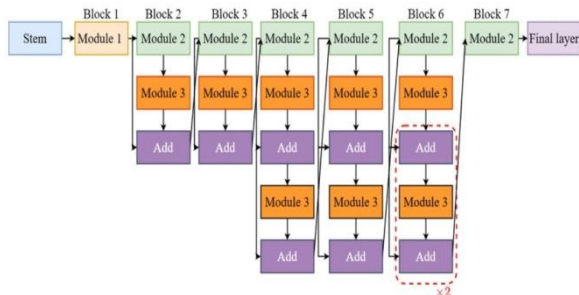 Block 1 Block 2 Block 3 Block 4 Block 5 Block 6 Block 7
Stem Module 1 Module 2 Module 2 Module 2 Module 2 Module 2 Module 2 Final layer
Module 3 Module 3 Module 3 Module 3 Module 3
Add Add Add Add Add
Module 3 Module 3 Module 3
Add Add Add
×2